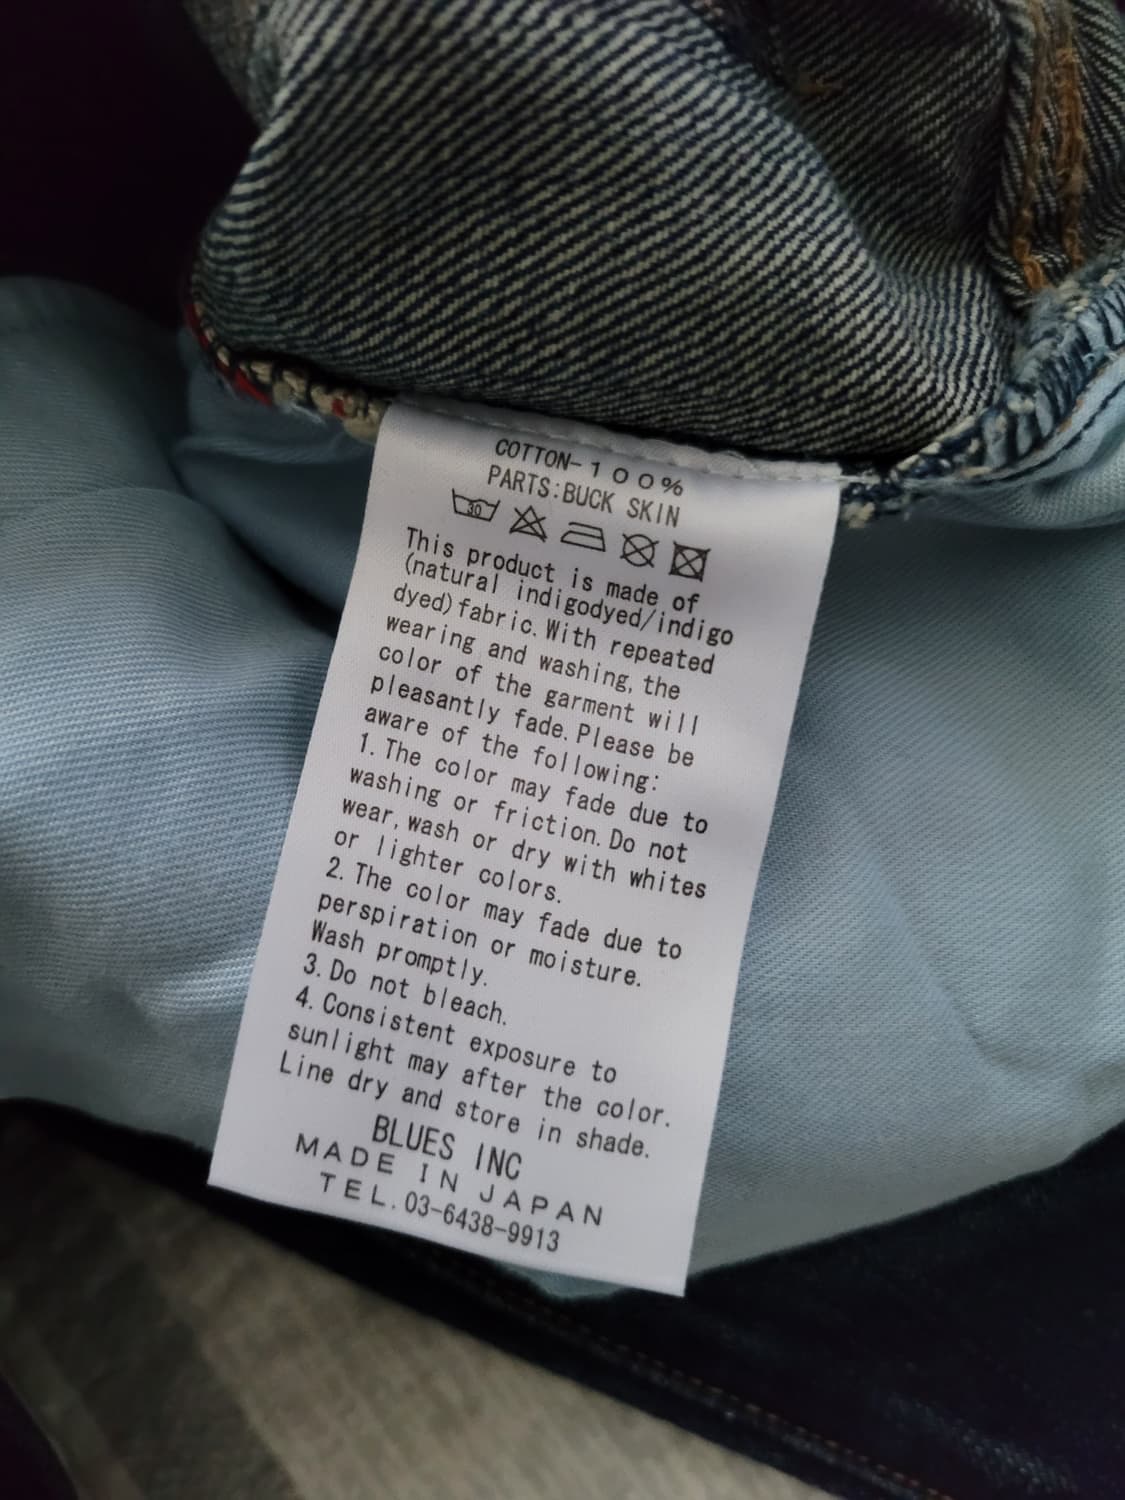 COTTON-100%
PARTS:BUCK SKIN
30
This product is made of
(natural indigodyed/indigo
dyed)fabric.With repeated
wearing and washing, the
color of the garment will
pleasantly fade.Please be
aware of the following:
1.The color may fade due to
washing or friction.Do not
wear,wash or dry with whites
or lighter colors.
2.The color may fade due to
perspiration or moisture.
Wash promptly.
3.Do not bleach.
4.Consistent exposure to
sunlight may after the color.
Line dry and store in shade.
BLUES INC
MADE IN JAPAN
TEL.03-6438-9913